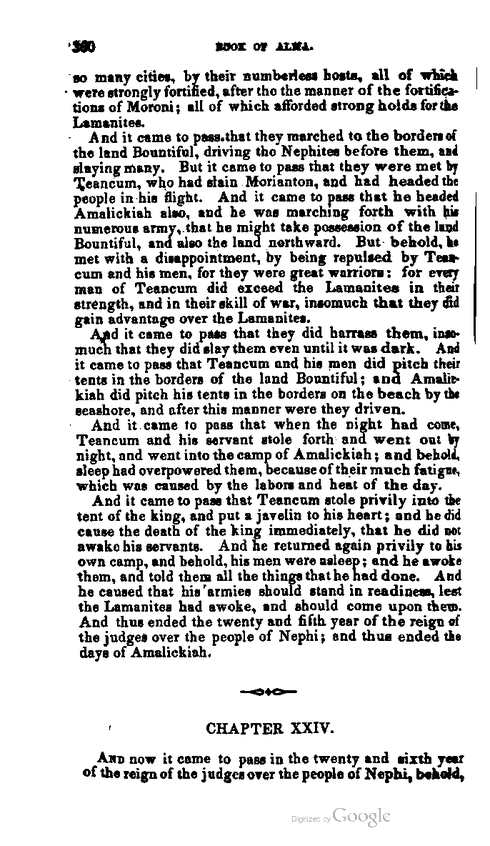 360 BOOK OF ALMA.
so many cities, by their numberless hosts, all of which
were strongly fortified, after the the manner of the fortifica-
tions of Moroni; all of which afforded strong holds for the
Lamanites.
And it came to pass that they marched to the borders of
the land Bountiful, driving the Nephites before them, and
slaying many. But it came to pass that they were met by
Teancum, who had slain Morianton, and had headed the
people in his flight. And it came to pass that he headed
Amalickiah also, and he was marching forth with his
numerous army, that he might take possession of the land
Bountiful, and also the land northward. But behold, he
met with a disappointment, by being repulsed by Tean-
cum and his men, for they were great warriors: for every
man of Teancum did exceed the Lamanites in their
strength, and in their skill of war, insomuch that they did
gain advantage over the Lamanites.
And it came to pass that they did harrass them, inso-
much that they did slay them even until it was dark. And
it came to pass that Teancum and his men did pitch their
tents in the borders of the land Bountiful; and Amalic-
kiah did pitch his tents in the borders on the beach by the
seashore, and after this manner were they driven.
And it came to pass that when the night had come,
Teancum and his servant stole forth and went out by
night, and went into the camp of Amalickiah; and behold,
sleep had overpowered them, because of their much fatigue,
which was caused by the labors and heat of the day.
And it came to pass that Teancum stole privily into the
tent of the king, and put a javelin to his heart; and he did
cause the death of the king immediately, that he did not
awake his servants. And he returned again privily to his
own camp, and behold, his men were asleep; and he awoke
them, and told them all the things that he had done. And
he caused that his armies should stand in readiness, lest
the Lamanites had awoke, and should come upon them.
And thus ended the twenty and fifth year of the reign of
the judges over the people of Nephi; and thus ended the
days of Amalickiah.
CHAPTER XXIV.
AND now it came to pass in the twenty and sixth year
of the reign of the judges over the people of Nephi, behold,
Digitized by Google